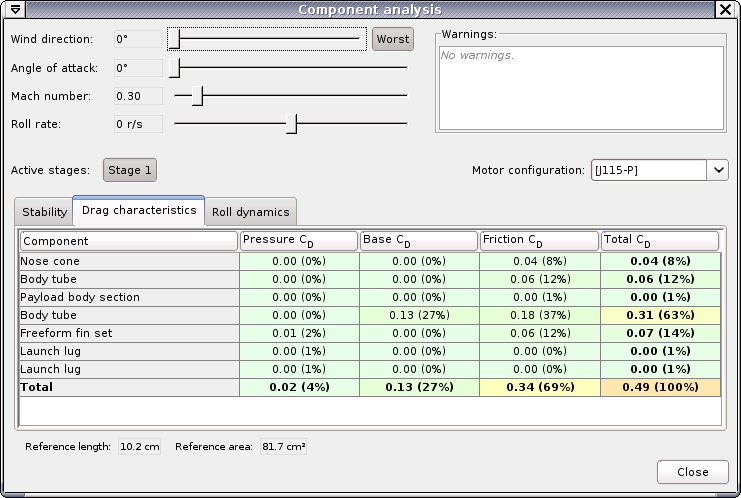 Component analysis
Wind direction: 0° Worst
Angle of attack: 0°
Mach number: 0.30
Roll rate: 0 r/s
Warnings:
No warnings.
Active stages: Stage 1 Motor configuration: [J115-P]
Stability Drag characteristics Roll dynamics
Component Pressure CD Base CD Friction CD Total CD
Nose cone 0.00 (0%) 0.00 (0%) 0.04 (8%) 0.04 (8%)
Body tube 0.00 (0%) 0.00 (0%) 0.06 (12%) 0.06 (12%)
Payload body section 0.00 (0%) 0.00 (0%) 0.00 (1%) 0.00 (1%)
Body tube 0.00 (0%) 0.13 (27%) 0.18 (37%) 0.31 (63%)
Freeform fin set 0.01 (2%) 0.00 (0%) 0.06 (12%) 0.07 (14%)
Launch lug 0.00 (1%) 0.00 (0%) 0.00 (0%) 0.00 (1%)
Launch lug 0.00 (1%) 0.00 (0%) 0.00 (0%) 0.00 (1%)
Total 0.02 (4%) 0.13 (27%) 0.34 (69%) 0.49 (100%)
Reference length: 10.2 cm Reference area: 81.7 cm²
Close